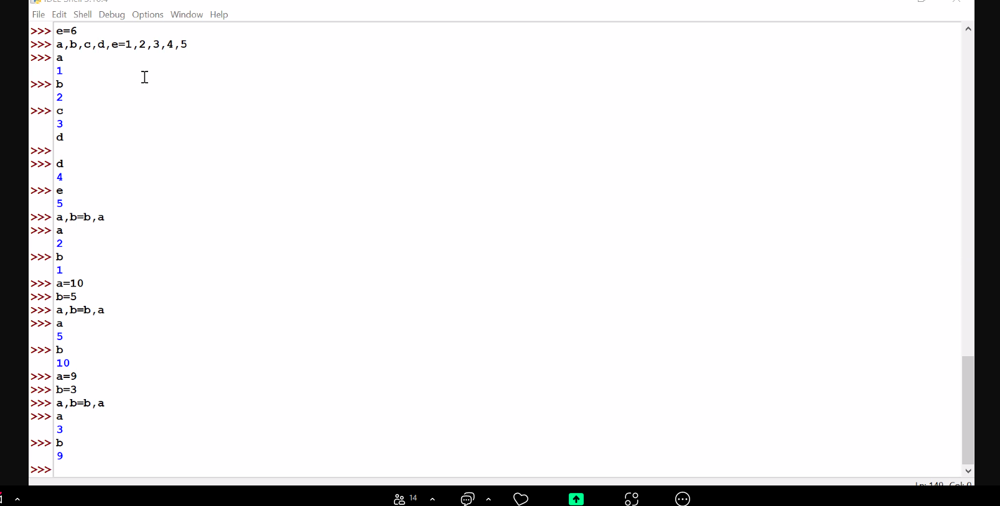 File Edit Shell Debug Options Window Help
>>> e=6
>>> a,b,c,d,e=1,2,3,4,5
>>> a
1
>>> b
2
>>> c
3
d
>>>
>>> d
4
>>> e
5
>>> a,b=b,a
>>> a
2
>>> b
1
>>> a=10
>>> b=5
>>> a,b=b,a
>>> a
5
>>> b
10
>>> a=9
>>> b=3
>>> a,b=b,a
>>> a
3
>>> b
9
>>>
14